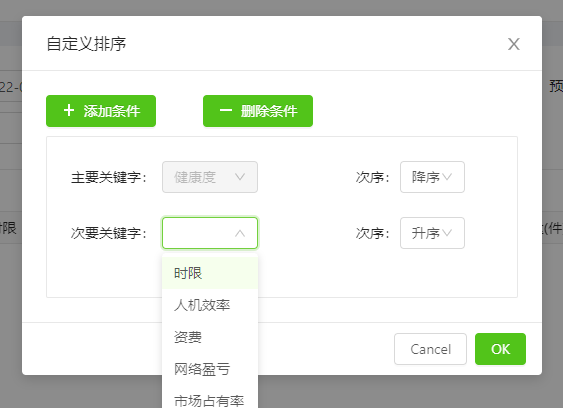 自定义排序
22-0
预
添加条件
删除条件
主要关键字： 健康度 次序： 降序
次要关键字： 次序： 升序
时限
(件
时限
人机效率
资费
网络盈亏
市场占有率
Cancel OK